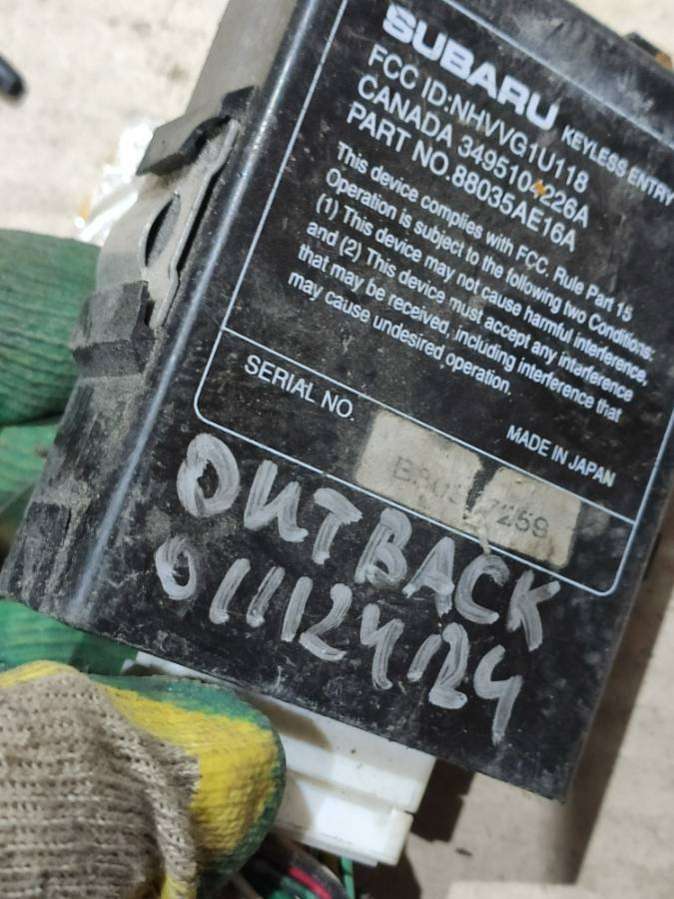 SUBARU KEYLESS ENTRY
FCC ID:NHVVG1U118
CANADA 3495104226A
PART NO.88035AE16A
This device complies with FCC. Rule Part 15
Operation is subject to the following two Conditions:
(1) This device may not cause harmful interference,
and (2) This device must accept any interference
that may be received, including interference that
may cause undesired operation.
SERIAL NO.
MADE IN JAPAN
OUTBACK